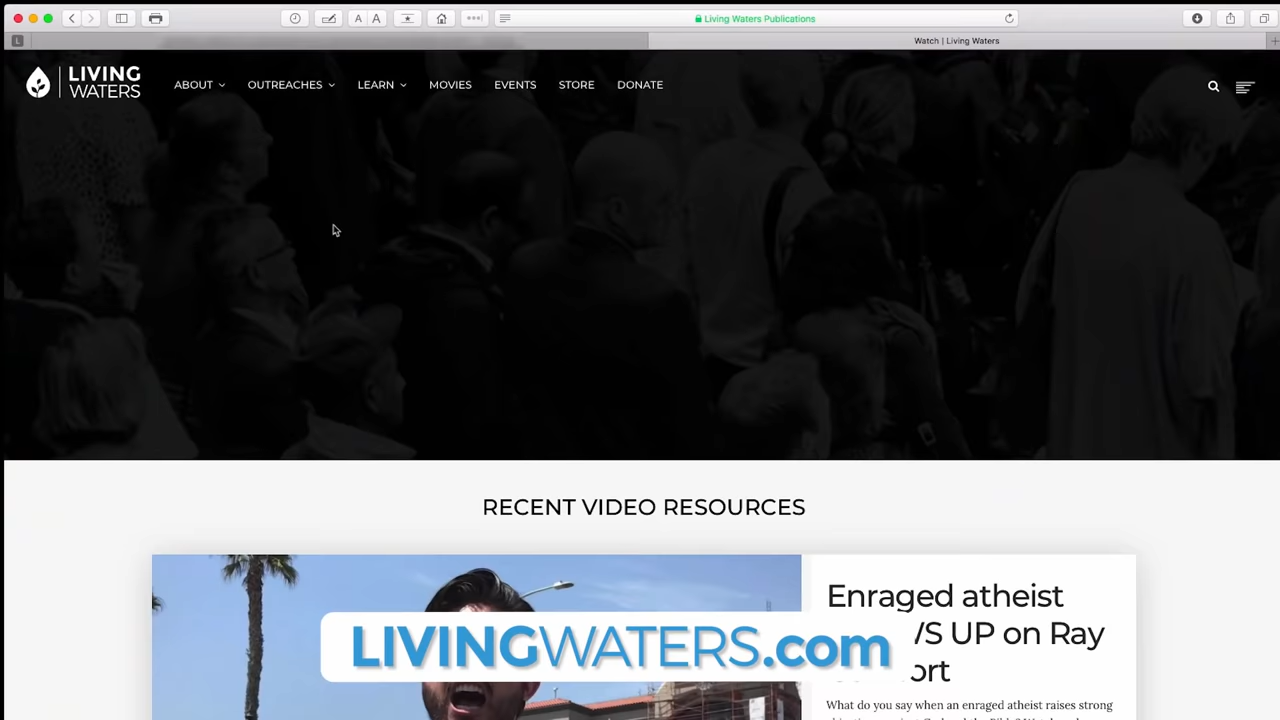 Living Waters Publications
L
Watch | Living Waters
LIVING
WATERS
ABOUT
OUTREACHES
LEARN
MOVIES
EVENTS
STORE
DONATE
A A
RECENT VIDEO RESOURCES
Enraged atheist
UP on Ray
LIVINGWATERS.com
What do you say when an enraged atheist raises strong